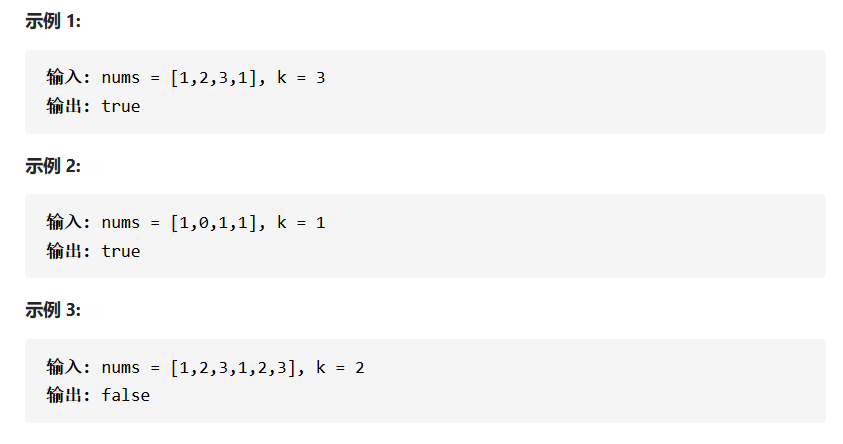 示例 1:
输入：nums = [1,2,3,1], k = 3
输出：true
示例 2:
输入：nums = [1,0,1,1], k = 1
输出：true
示例 3:
输入：nums = [1,2,3,1,2,3], k = 2
输出：false